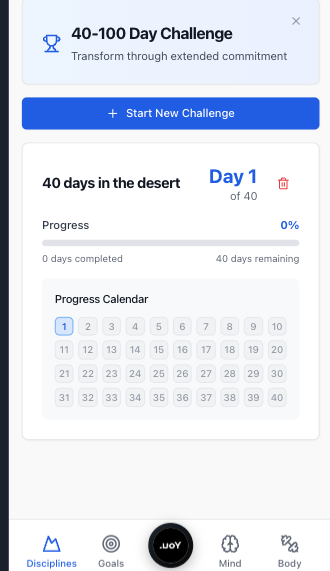 40-100 Day Challenge
Transform through extended commitment
Start New Challenge
40 days in the desert
Day 1
of 40
Progress
0%
0 days completed
40 days remaining
Progress Calendar
1 2 3 4 5 6 7 8 9 10
11 12 13 14 15 16 17 18 19 20
21 22 23 24 25 26 27 28 29 30
31 32 33 34 35 36 37 38 39 40
Disciplines
Goals
.uoY
Mind
Body